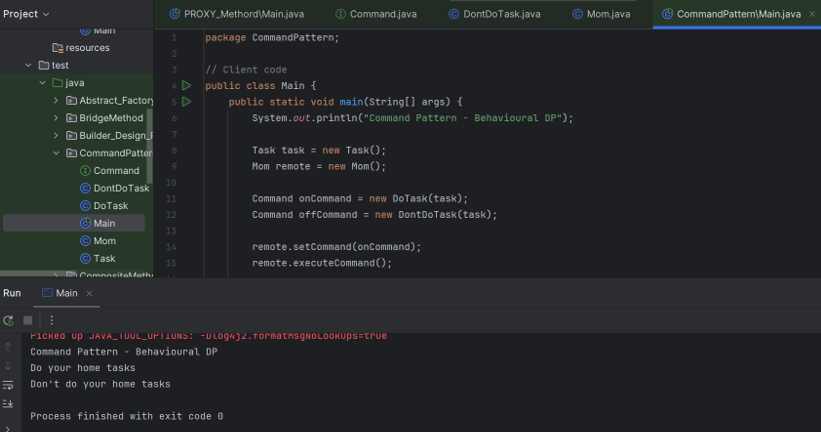 Project
PROXY_Methord\Main.java
Command.java
DontDoTask.java
Mom.java
CommandPattern\Main.java
Main
resources
test
java
Abstract_Factory
BridgeMethod
Builder_Design_P
CommandPatter
Command
DontDoTask
DoTask
Main
Mom
Task
CompositeMetho
1 package CommandPattern;
2
3 // Client code
4 public class Main {
5 public static void main(String[] args) {
6 System.out.println("Command Pattern - Behavioural DP");
7
8 Task task = new Task();
9 Mom remote = new Mom();
10
11 Command onCommand = new DoTask(task);
12 Command offCommand = new DontDoTask(task);
13
14 remote.setCommand(onCommand);
15 remote.executeCommand();
Run
Main
Picked up JAVA_TOOL_OPTIONS: -Dlog4j2.formatMsgNoLookups=true
Command Pattern - Behavioural DP
Do your home tasks
Don't do your home tasks
Process finished with exit code 0